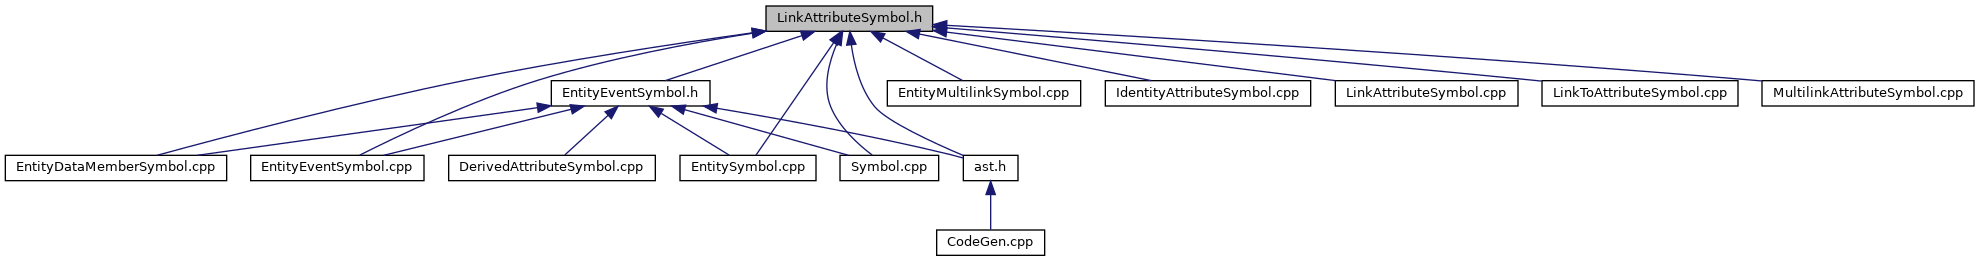 LinkAttributeSymbol.h
EntityEventSymbol.h
EntityMultilinkSymbol.cpp
IdentityAttributeSymbol.cpp
LinkAttributeSymbol.cpp
LinkToAttributeSymbol.cpp
MultilinkAttributeSymbol.cpp
EntityDataMemberSymbol.cpp
EntityEventSymbol.cpp
DerivedAttributeSymbol.cpp
EntitySymbol.cpp
Symbol.cpp
ast.h
CodeGen.cpp